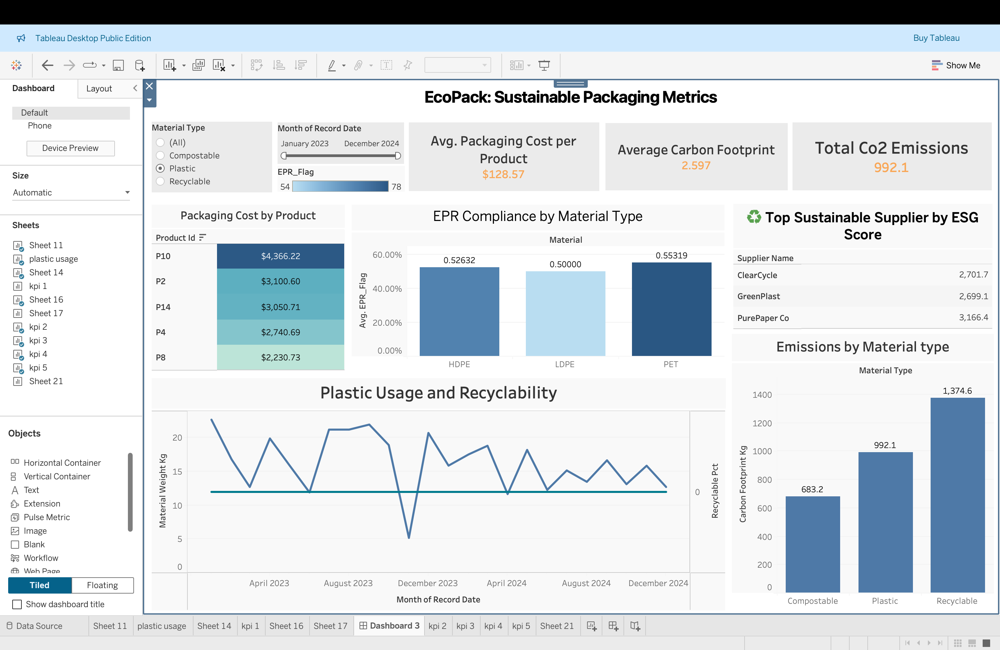 Tableau Desktop Public Edition
Buy Tableau
Show Me
Dashboard
Layout
Default
Phone
Device Preview
Size
Automatic
Sheets
Sheet 11
plastic usage
Sheet 14
kpi 1
Sheet 16
Sheet 17
kpi 2
kpi 3
kpi 4
kpi 5
Sheet 21
Objects
Horizontal Container
Vertical Container
Text
Extension
Pulse Metric
Image
Blank
Workflow
Web Page
Tiled
Floating
Show dashboard title
EcoPack: Sustainable Packaging Metrics
Material Type
(All)
Compostable
Plastic
Recyclable
Month of Record Date
January 2023
December 2024
EPR_Flag
54
78
Avg. Packaging Cost per
Product
$128.57
Average Carbon Footprint
2.597
Total Co2 Emissions
992.1
Packaging Cost by Product
Product Id
P10
$4,366.22
P2
$3,100.60
P14
$3,050.71
P4
$2,740.69
P8
$2,230.73
EPR Compliance by Material Type
Material
Avg. EPR_Flag
60.00%
40.00%
20.00%
0.00%
0.52632
0.50000
0.55319
HDPE
LDPE
PET
Top Sustainable Supplier by ESG
Score
Supplier Name
ClearCycle
2,701.7
GreenPlast
2,699.1
PurePaper Co
3,166.4
Plastic Usage and Recyclability
Material Weight Kg
20
15
10
5
0
0
Recyclable Pct
April 2023
August 2023
December 2023
April 2024
August 2024
December 2024
Month of Record Date
Emissions by Material type
Material Type
Carbon Footprint Kg
1400
1200
1000
800
600
400
200
0
683.2
992.1
1,374.6
Compostable
Plastic
Recyclable
Data Source
Sheet 11
plastic usage
Sheet 14
kpi 1
Sheet 16
Sheet 17
Dashboard 3
kpi 2
kpi 3
kpi 4
kpi 5
Sheet 21